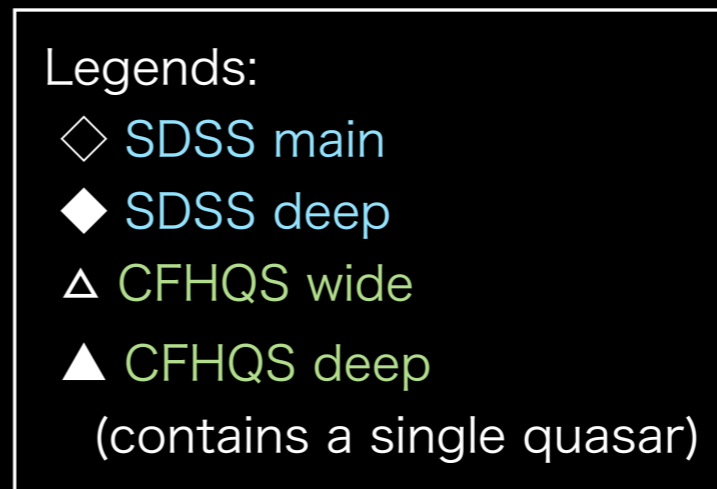 Legends:
◇ SDSS main
◆ SDSS deep
△ CFHQS wide
▲ CFHQS deep
(contains a single quasar)